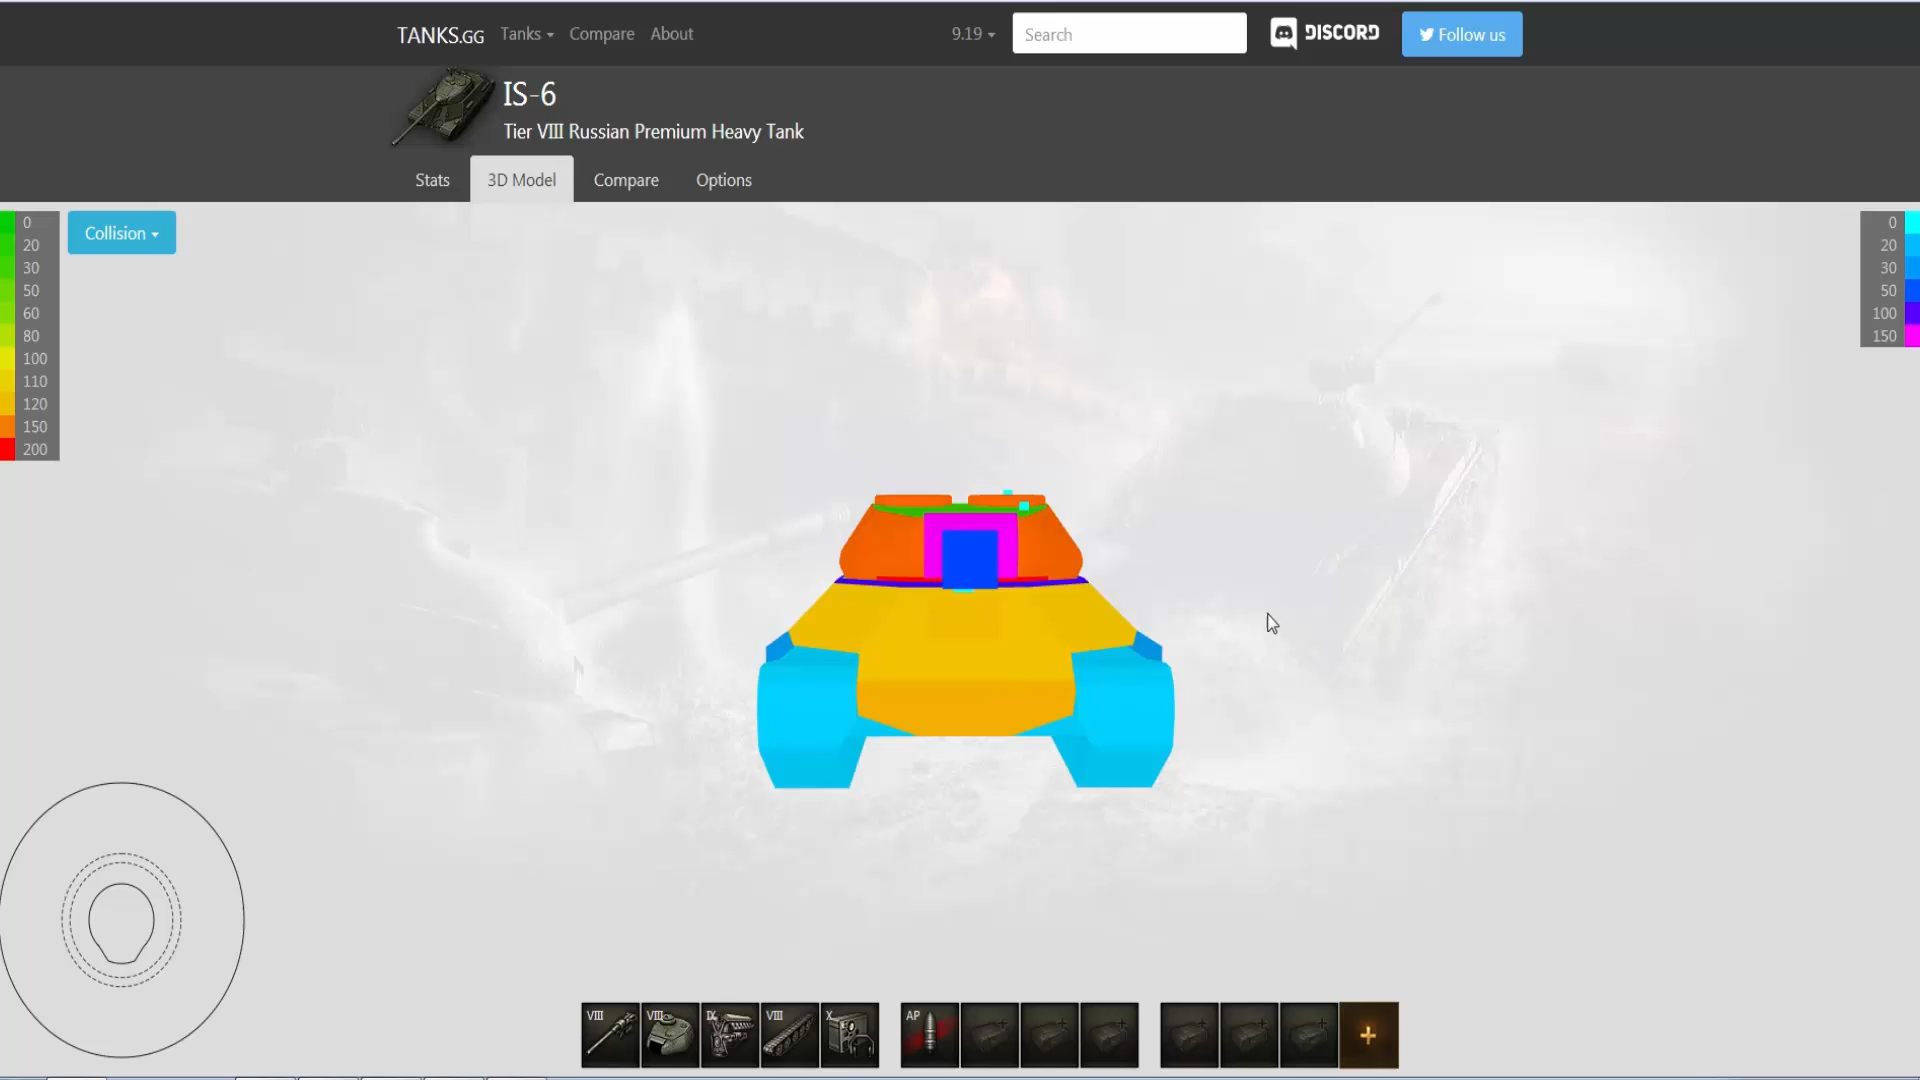 TANKS.GG Tanks Compare About 9.19 Search DISCORD Follow us
IS-6
Tier VIII Russian Premium Heavy Tank
Stats 3D Model Compare Options
Collision
0
20
30
50
60
80
100
110
120
150
200
0
20
30
50
100
150
VIII VIII IX VIII X AP